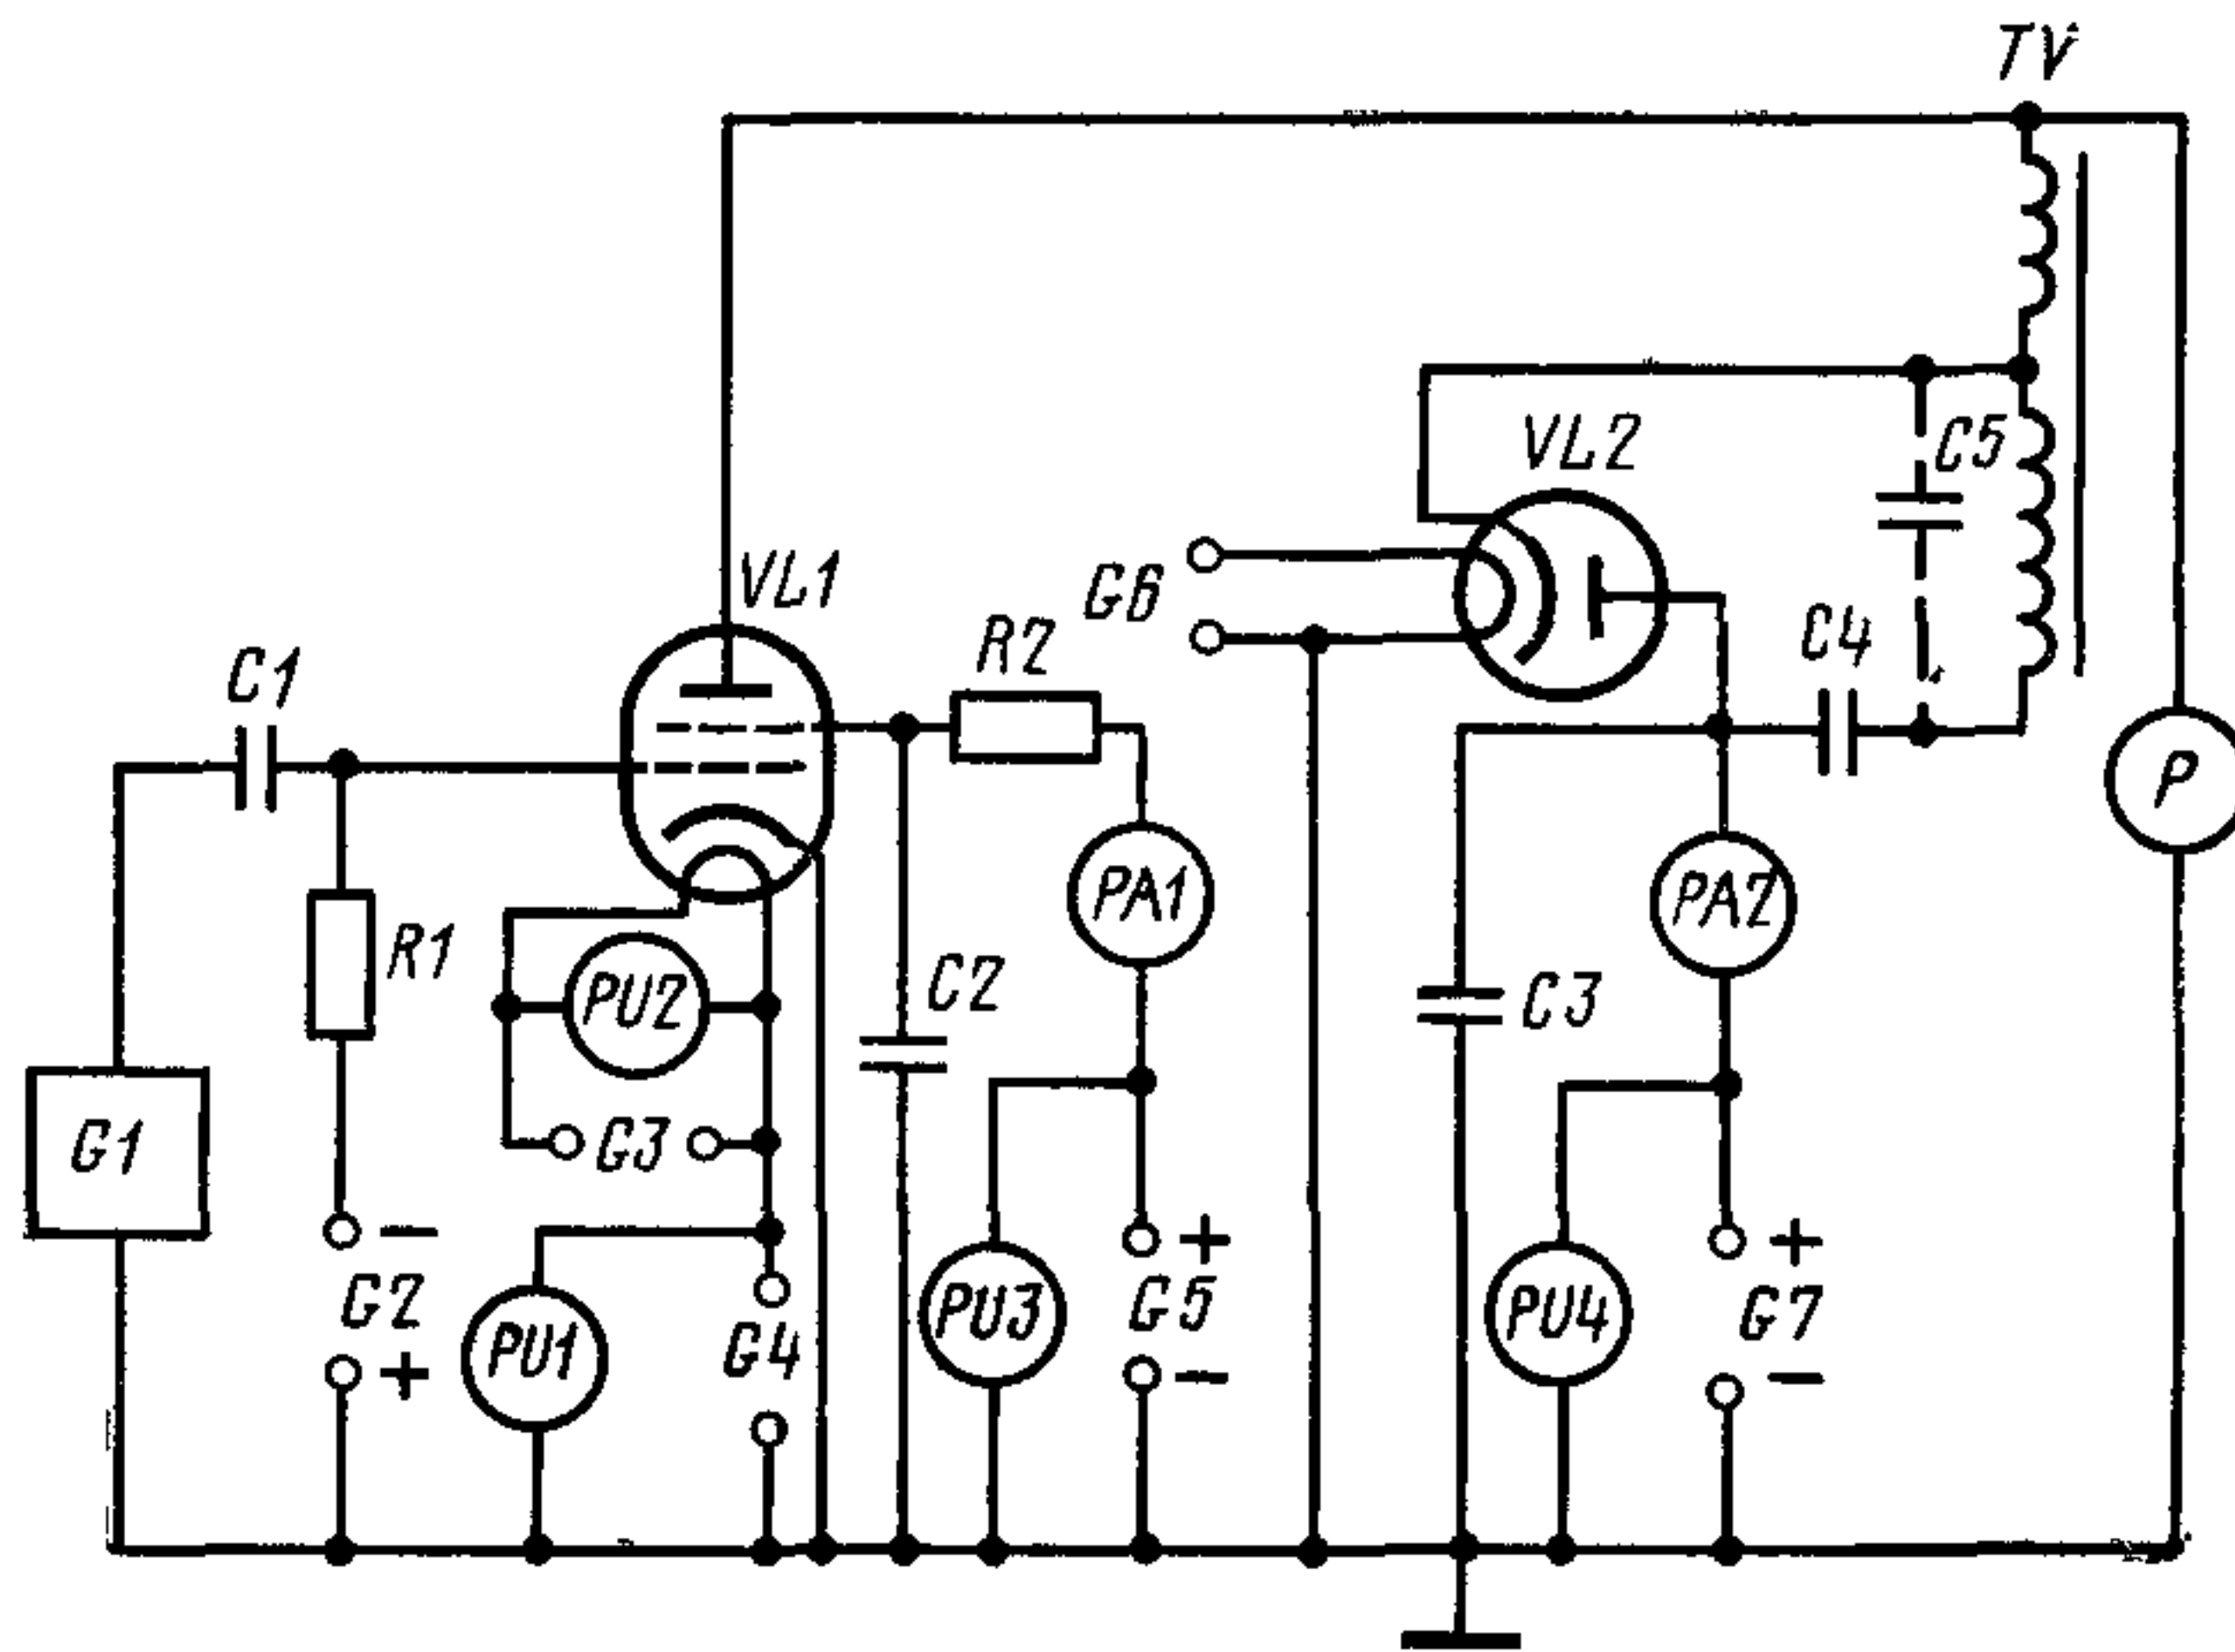 TV
C5
VL2
VL1
G6
R2
C4
C1
P
PA1
PA2
R1
PU2
C2
C3
G1
G3
−
+
+
G2
PU1
G4
PU3
G5
PU4
G7
+
−
−